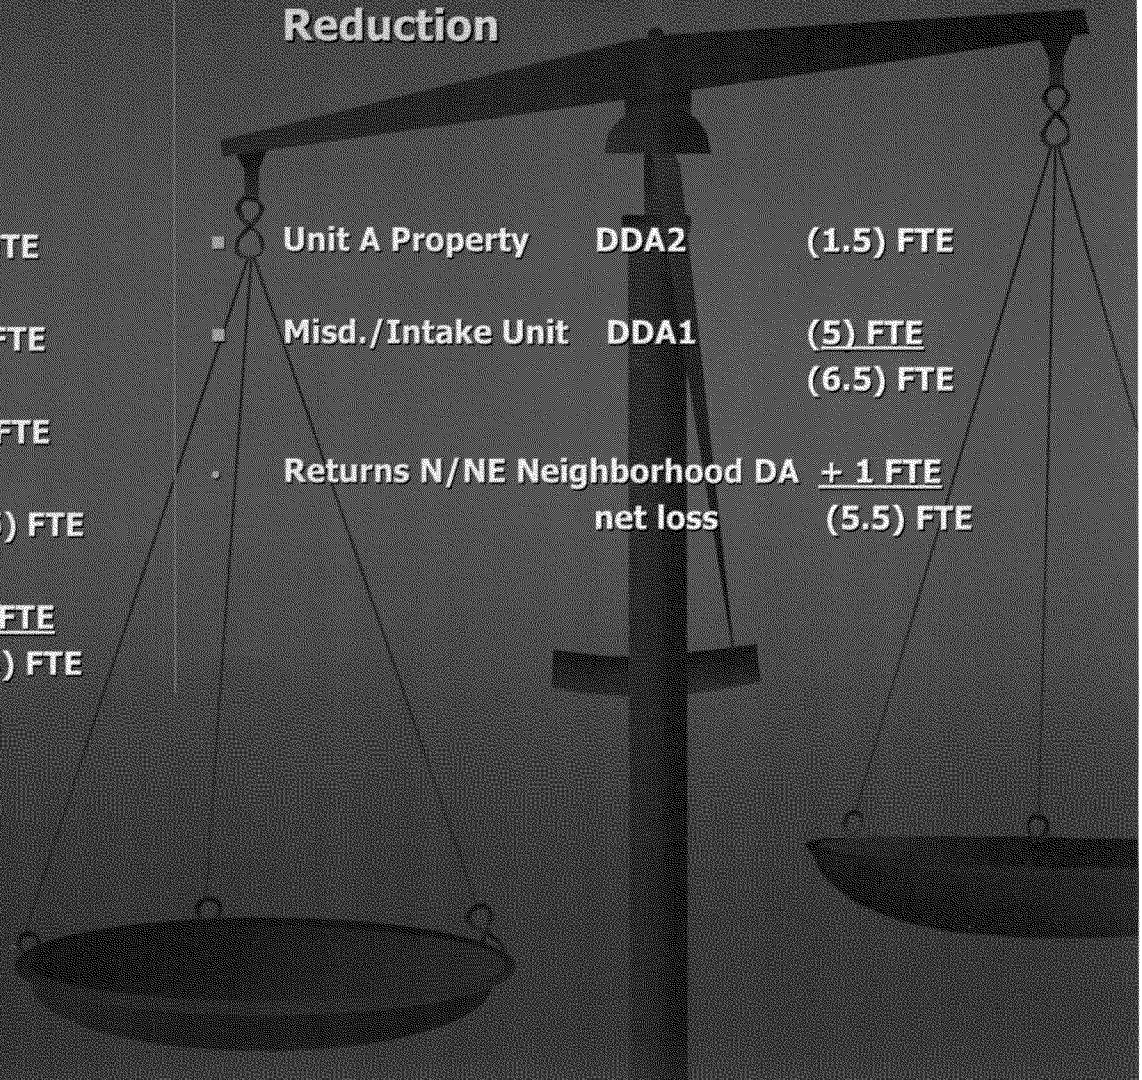 Reduction
TE
FTE
FTE
) FTE
FTE
) FTE
Unit A Property DDA2 (1.5) FTE
Misd./Intake Unit DDA1 (5) FTE
(6.5) FTE
Returns N/NE Neighborhood DA + 1 FTE
net loss (5.5) FTE